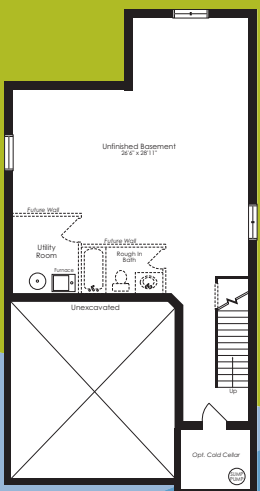 Unfinished Basement
26'6" x 28'11"
Future Wall
Future Wall
Utility
Room
Rough In
Bath
Furnace
Unexcavated
Up
Opt. Cold Cellar
SUMP
PUMP